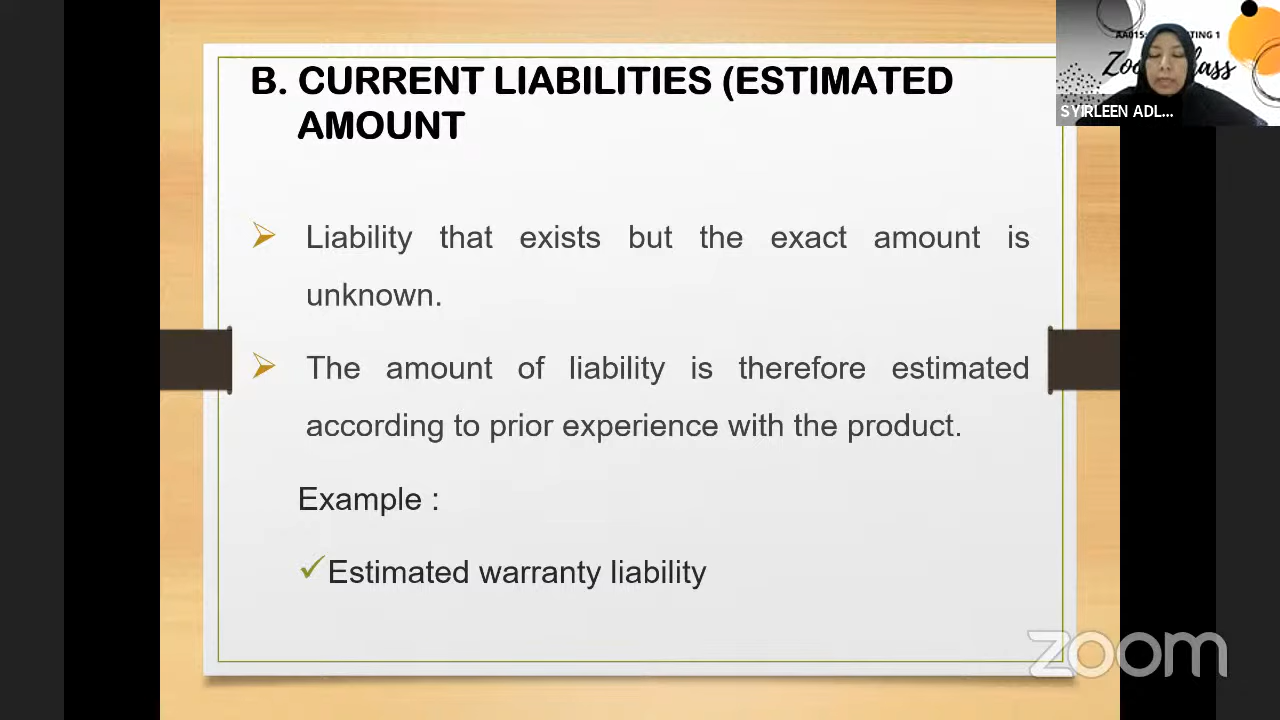 B. CURRENT LIABILITIES (ESTIMATED
AMOUNT
Liability that exists but the exact amount is
unknown.
The amount of liability is therefore estimated
according to prior experience with the product.
Example :
Estimated warranty liability
SYIRLEEN ADL...
zoom